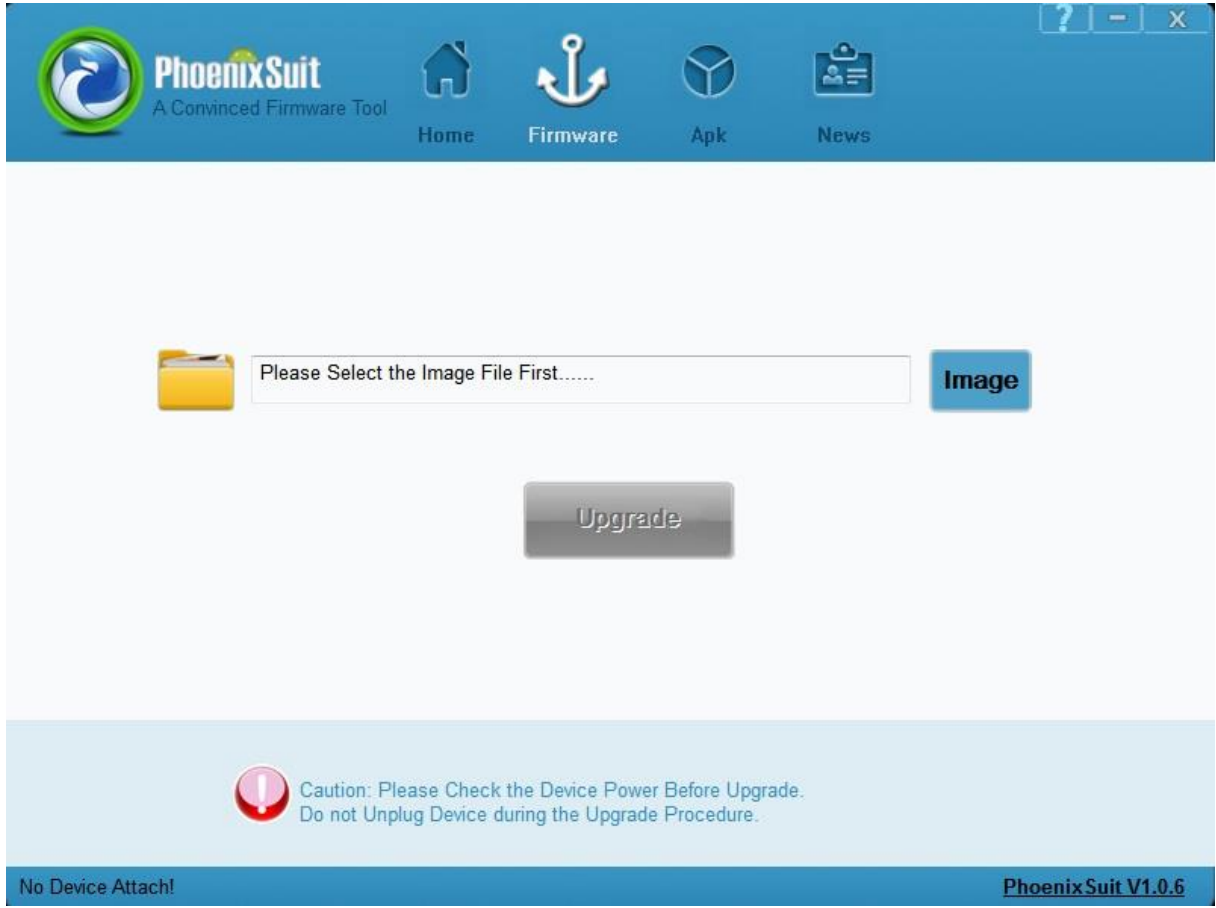 ? - X
PhoenixSuit
A Convinced Firmware Tool
Home Firmware Apk News
Please Select the Image File First......
Image
Upgrade
Caution: Please Check the Device Power Before Upgrade.
Do not Unplug Device during the Upgrade Procedure.
No Device Attach! PhoenixSuit V1.0.6